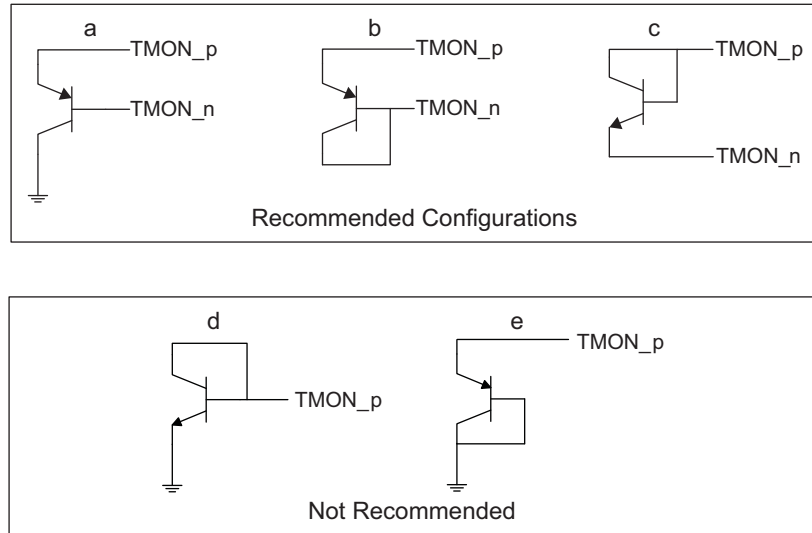 a
b
c
TMON_p
TMON_p
TMON_p
TMON_n
TMON_n
TMON_n
Recommended Configurations
d
e
TMON_p
TMON_p
Not Recommended